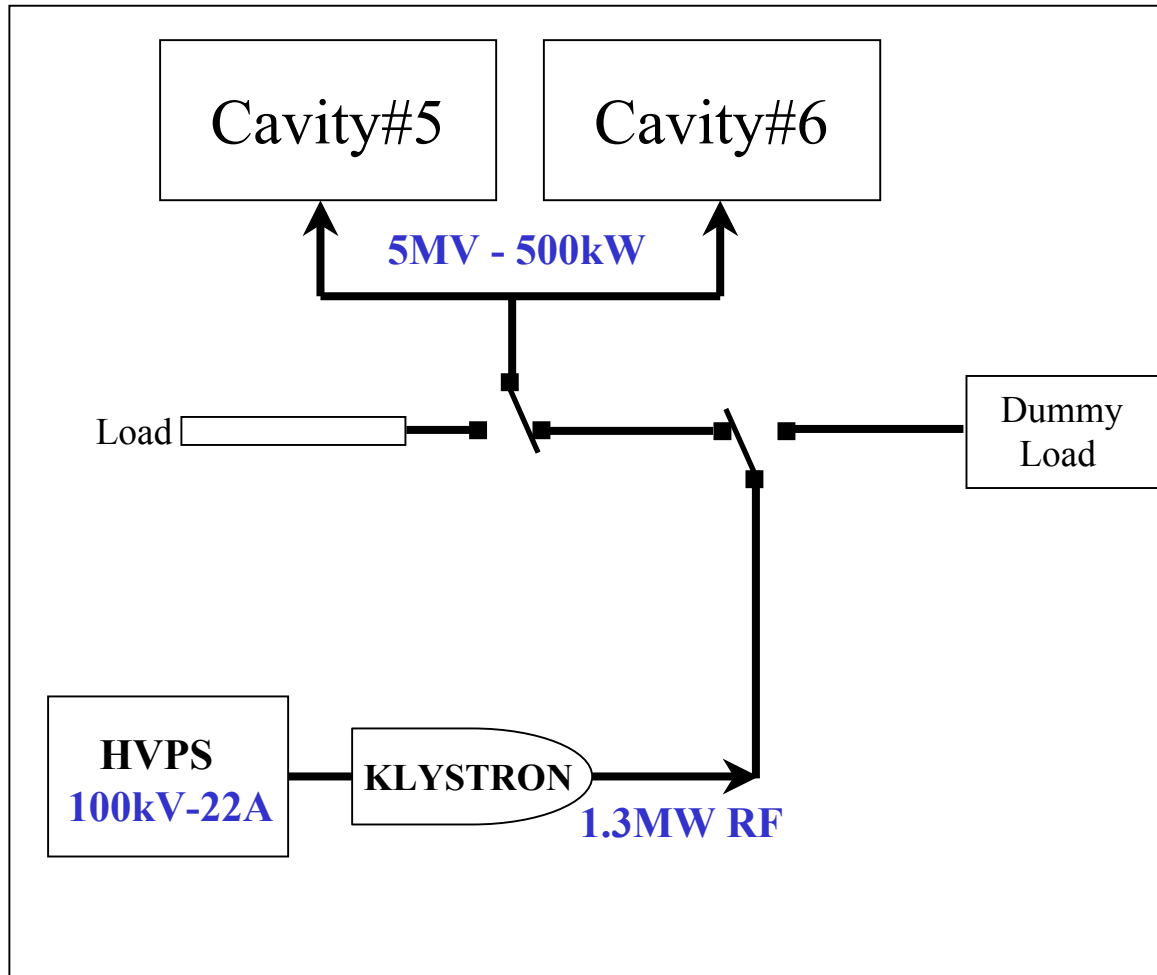 Cavity#5
Cavity#6
5MV - 500kW
Load
Dummy
Load
HVPS
100kV-22A
KLYSTRON
1.3MW RF